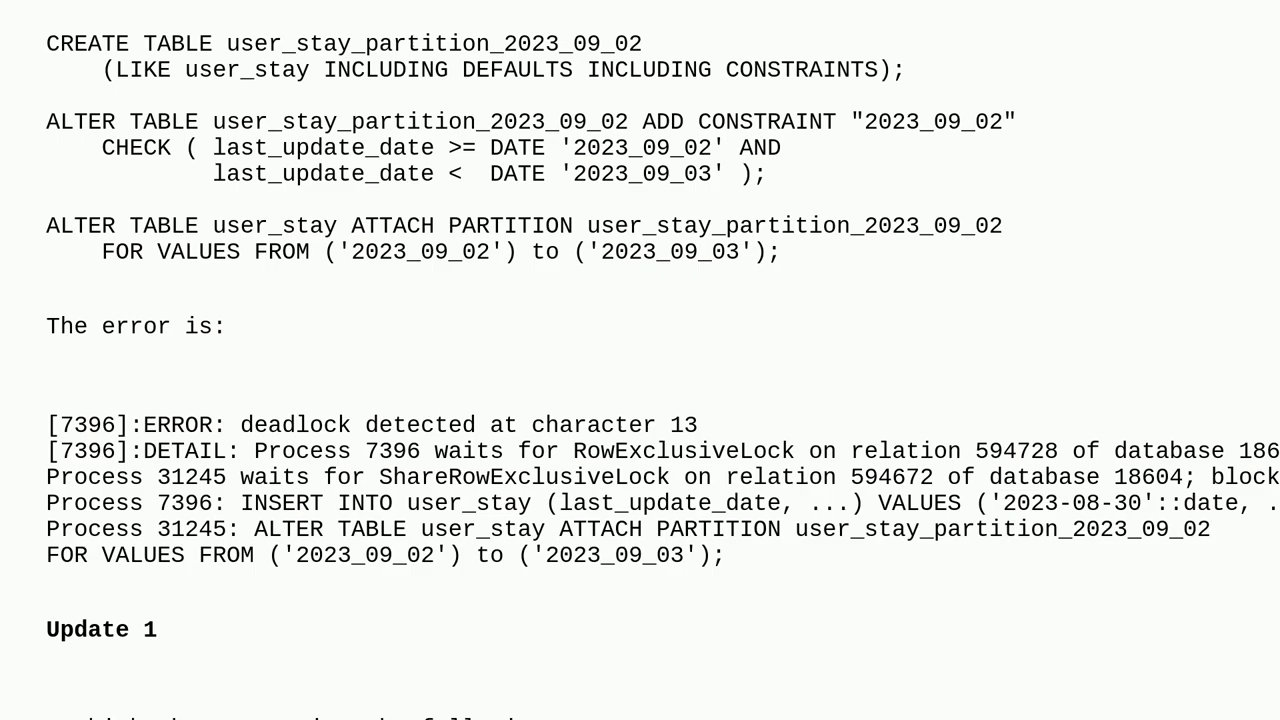 CREATE TABLE user_stay_partition_2023_09_02
(LIKE user_stay INCLUDING DEFAULTS INCLUDING CONSTRAINTS);
ALTER TABLE user_stay_partition_2023_09_02 ADD CONSTRAINT "2023_09_02"
CHECK ( last_update_date >= DATE '2023_09_02' AND
last_update_date <  DATE '2023_09_03' );
ALTER TABLE user_stay ATTACH PARTITION user_stay_partition_2023_09_02
FOR VALUES FROM ('2023_09_02') to ('2023_09_03');
The error is:
[7396]:ERROR: deadlock detected at character 13
[7396]:DETAIL: Process 7396 waits for RowExclusiveLock on relation 594728 of database 186
Process 31245 waits for ShareRowExclusiveLock on relation 594672 of database 18604; block
Process 7396: INSERT INTO user_stay (last_update_date, ...) VALUES ('2023-08-30'::date, .
Process 31245: ALTER TABLE user_stay ATTACH PARTITION user_stay_partition_2023_09_02
FOR VALUES FROM ('2023_09_02') to ('2023_09_03');
Update 1